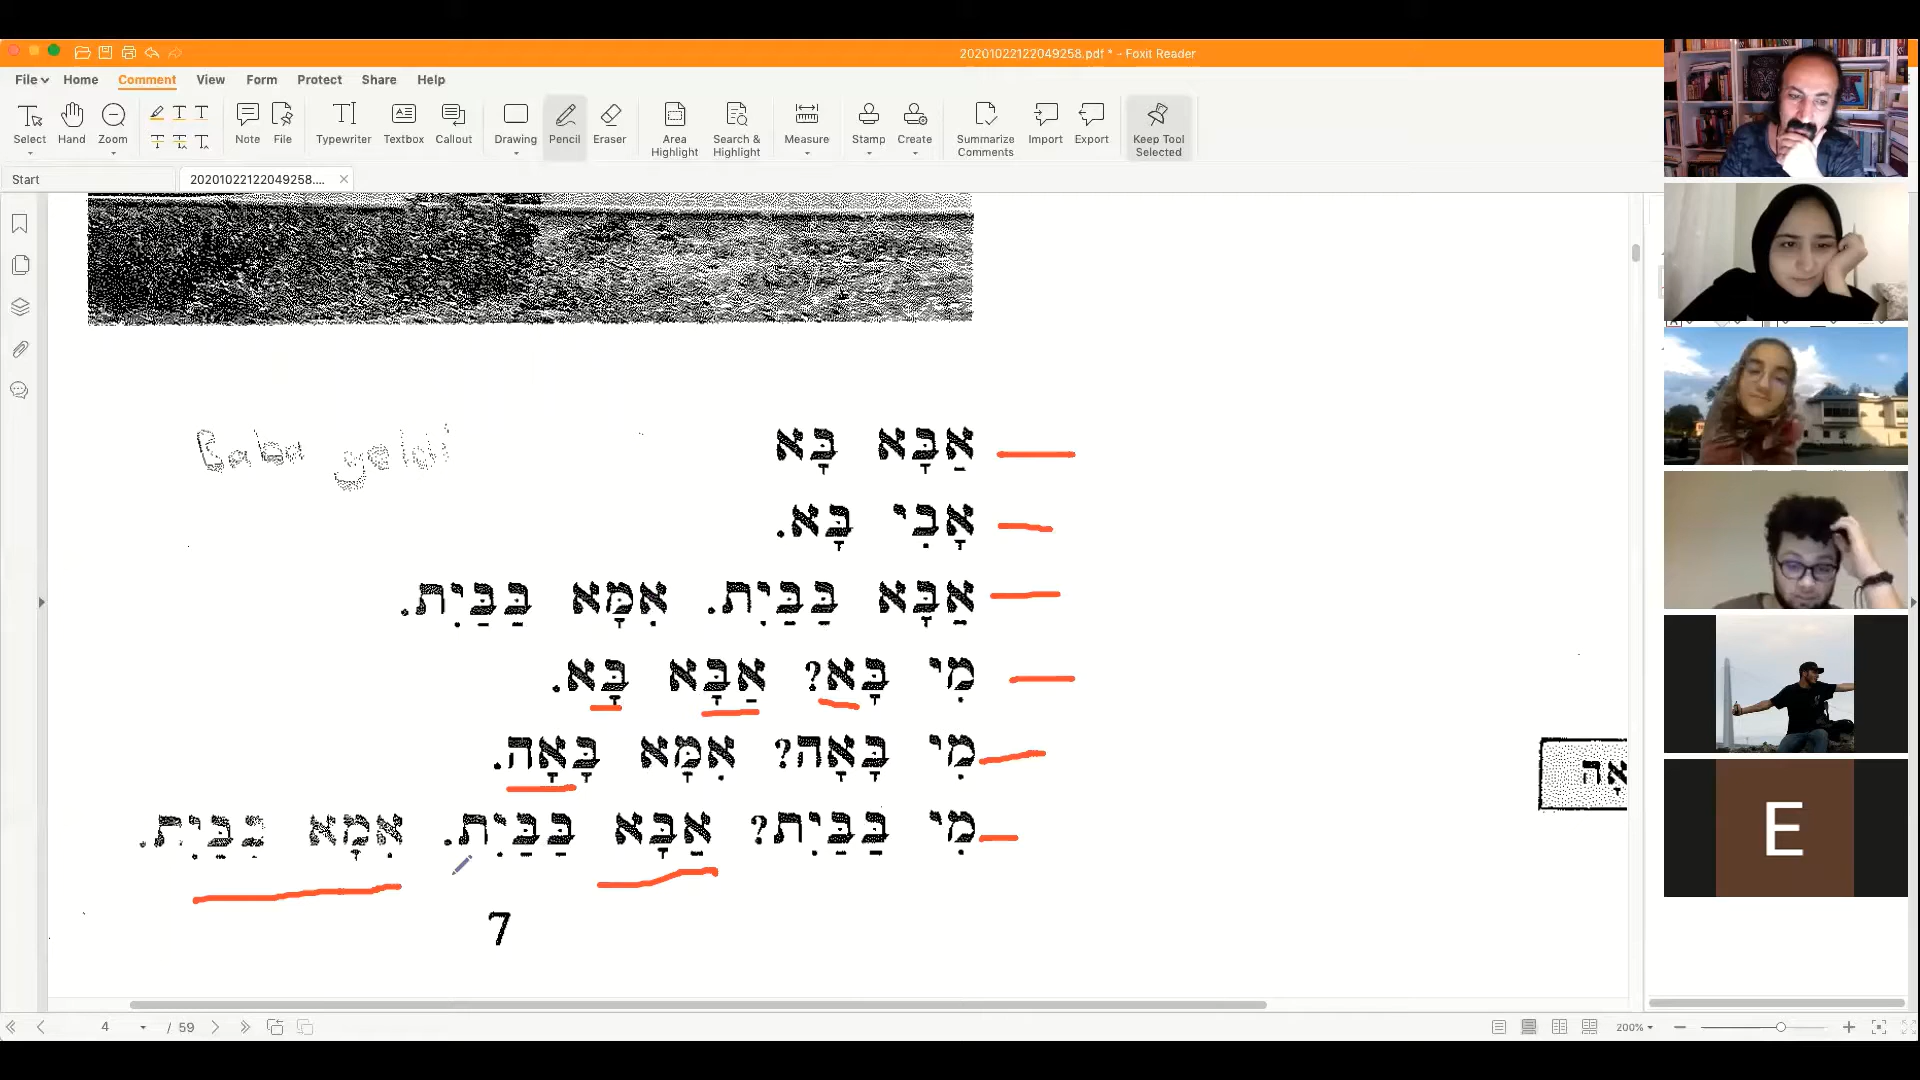 20201022122049258.pdf * - Foxit Reader
File Home Comment View Form Protect Share Help
Select Hand Zoom Note File Typewriter Textbox Callout Drawing Pencil Eraser Area Highlight Search & Highlight Measure Stamp Create Summarize Comments Import Export Keep Tool Selected
Start 20201022122049258....
Baba geldi
אַבָּא בָּא
אָבִי בָּא.
אַבָּא בַּבַּיִת. אִמָּא בַּבַּיִת.
מִי בָּא? אַבָּא בָּא.
מִי בָּאָה? אִמָּא בָּאָה.
מִי בַּבַּיִת? אַבָּא בַּבַּיִת. אִמָּא בַּבַּיִת.
7
אָה
E
4 / 59 200%